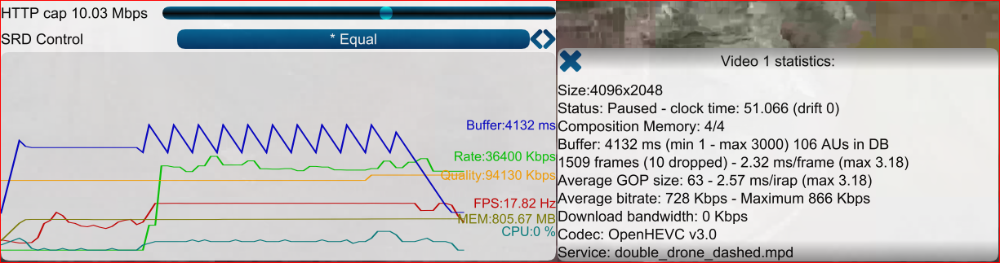 HTTP cap 10.03 Mbps
SRD Control
* Equal
Buffer:4132 ms
Rate:36400 Kbps
Quality:94130 Kbps
FPS:17.82 Hz
MEM:805.67 MB
CPU:0 %
Video 1 statistics:
Size:4096x2048
Status: Paused - clock time: 51.066 (drift 0)
Composition Memory: 4/4
Buffer: 4132 ms (min 1 - max 3000) 106 AUs in DB
1509 frames (10 dropped) - 2.32 ms/frame (max 3.18)
Average GOP size: 63 - 2.57 ms/irap (max 3.18)
Average bitrate: 728 Kbps - Maximum 866 Kbps
Download bandwidth: 0 Kbps
Codec: OpenHEVC v3.0
Service: double_drone_dashed.mpd